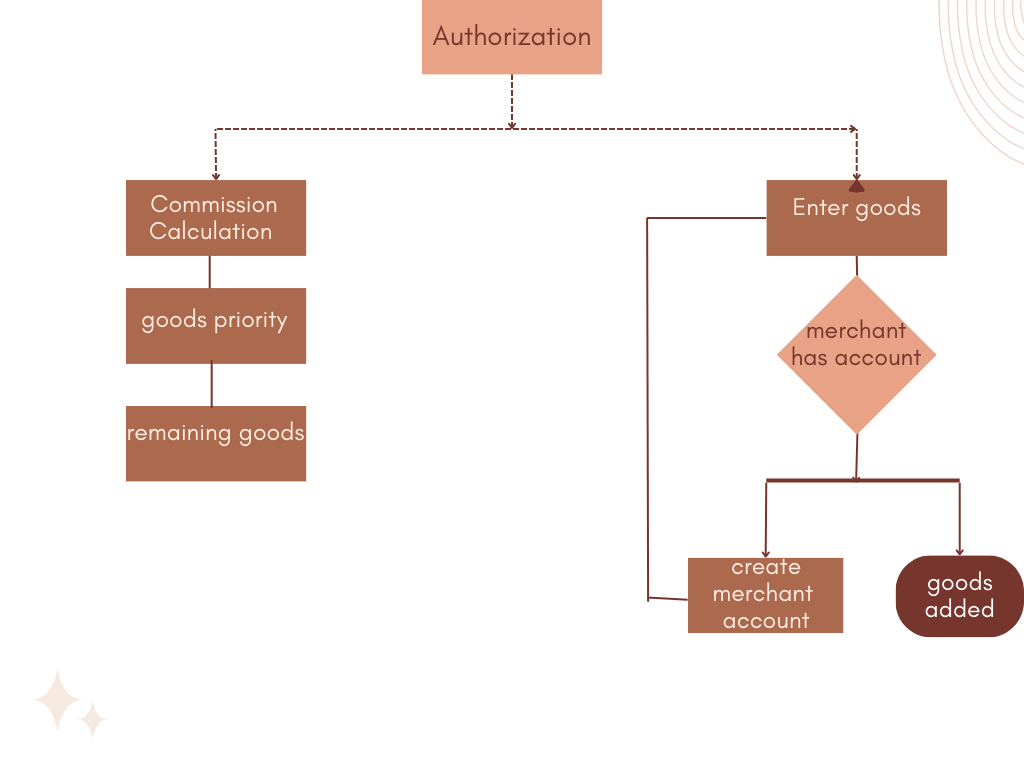 Authorization
Commission
Calculation
goods priority
remaining goods
Enter goods
merchant
has account
create
merchant
account
goods
added